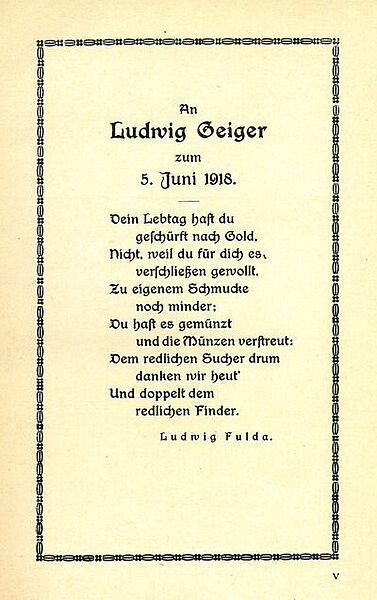 An
Ludwig Geiger
zum
5. Juni 1918.
Dein Lebtag hast du
geschürft nach Gold,
Nicht, weil du für dich es
verschließen gewollt,
Zu eigenem Schmucke
noch minder;
Du hast es gemünzt
und die Münzen verstreut:
Dem redlichen Sucher drum
danken wir heut'
Und doppelt dem
redlichen Finder.
Ludwig Fulda.
V